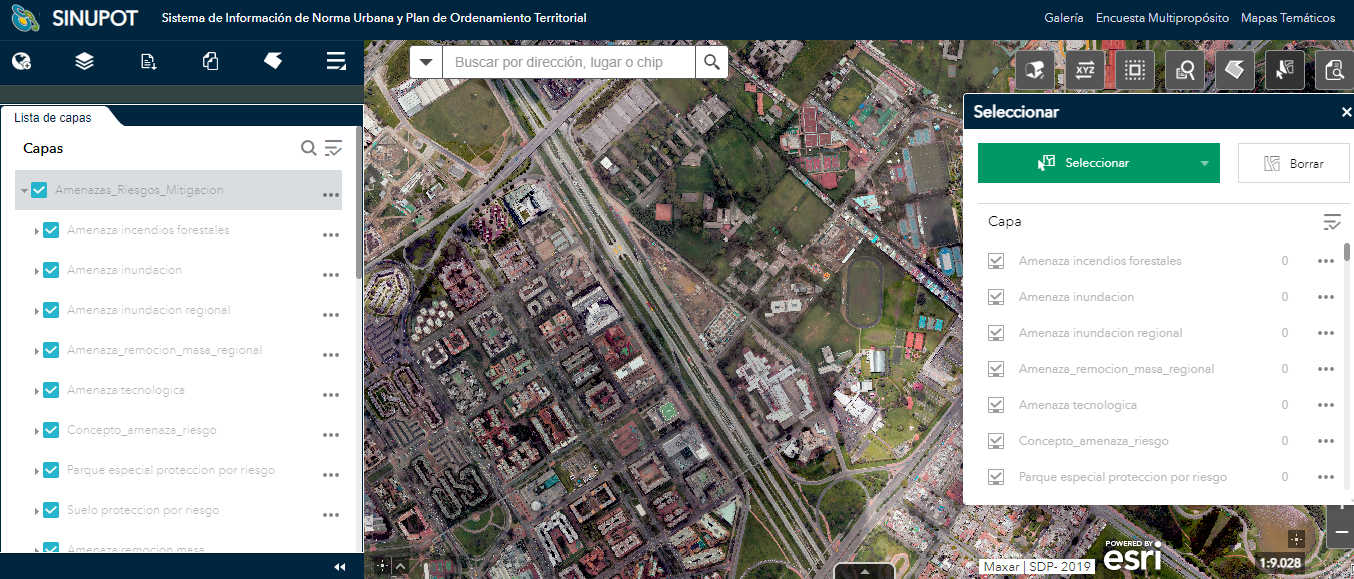 SINUPOT
Sistema de Información de Norma Urbana y Plan de Ordenamiento Territorial
Galería Encuesta Multipropósito Mapas Temáticos
Buscar por dirección, lugar o chip
XYZ
Lista de capas
Capas
Amenazas_Riesgos_Mitigacion
Amenaza incendios forestales
Amenaza inundacion
Amenaza inundacion regional
Amenaza_remocion_masa_regional
Amenaza tecnologica
Concepto_amenaza_riesgo
Parque especial proteccion por riesgo
Suelo proteccion por riesgo
Amenaza remocion masa
Seleccionar
Seleccionar
Borrar
Capa
Amenaza incendios forestales 0
Amenaza inundacion 0
Amenaza inundacion regional 0
Amenaza_remocion_masa_regional 0
Amenaza tecnologica 0
Concepto_amenaza_riesgo 0
Parque especial proteccion por riesgo 0
POWERED BY
esri
Maxar | SDP- 2019
1:9.028